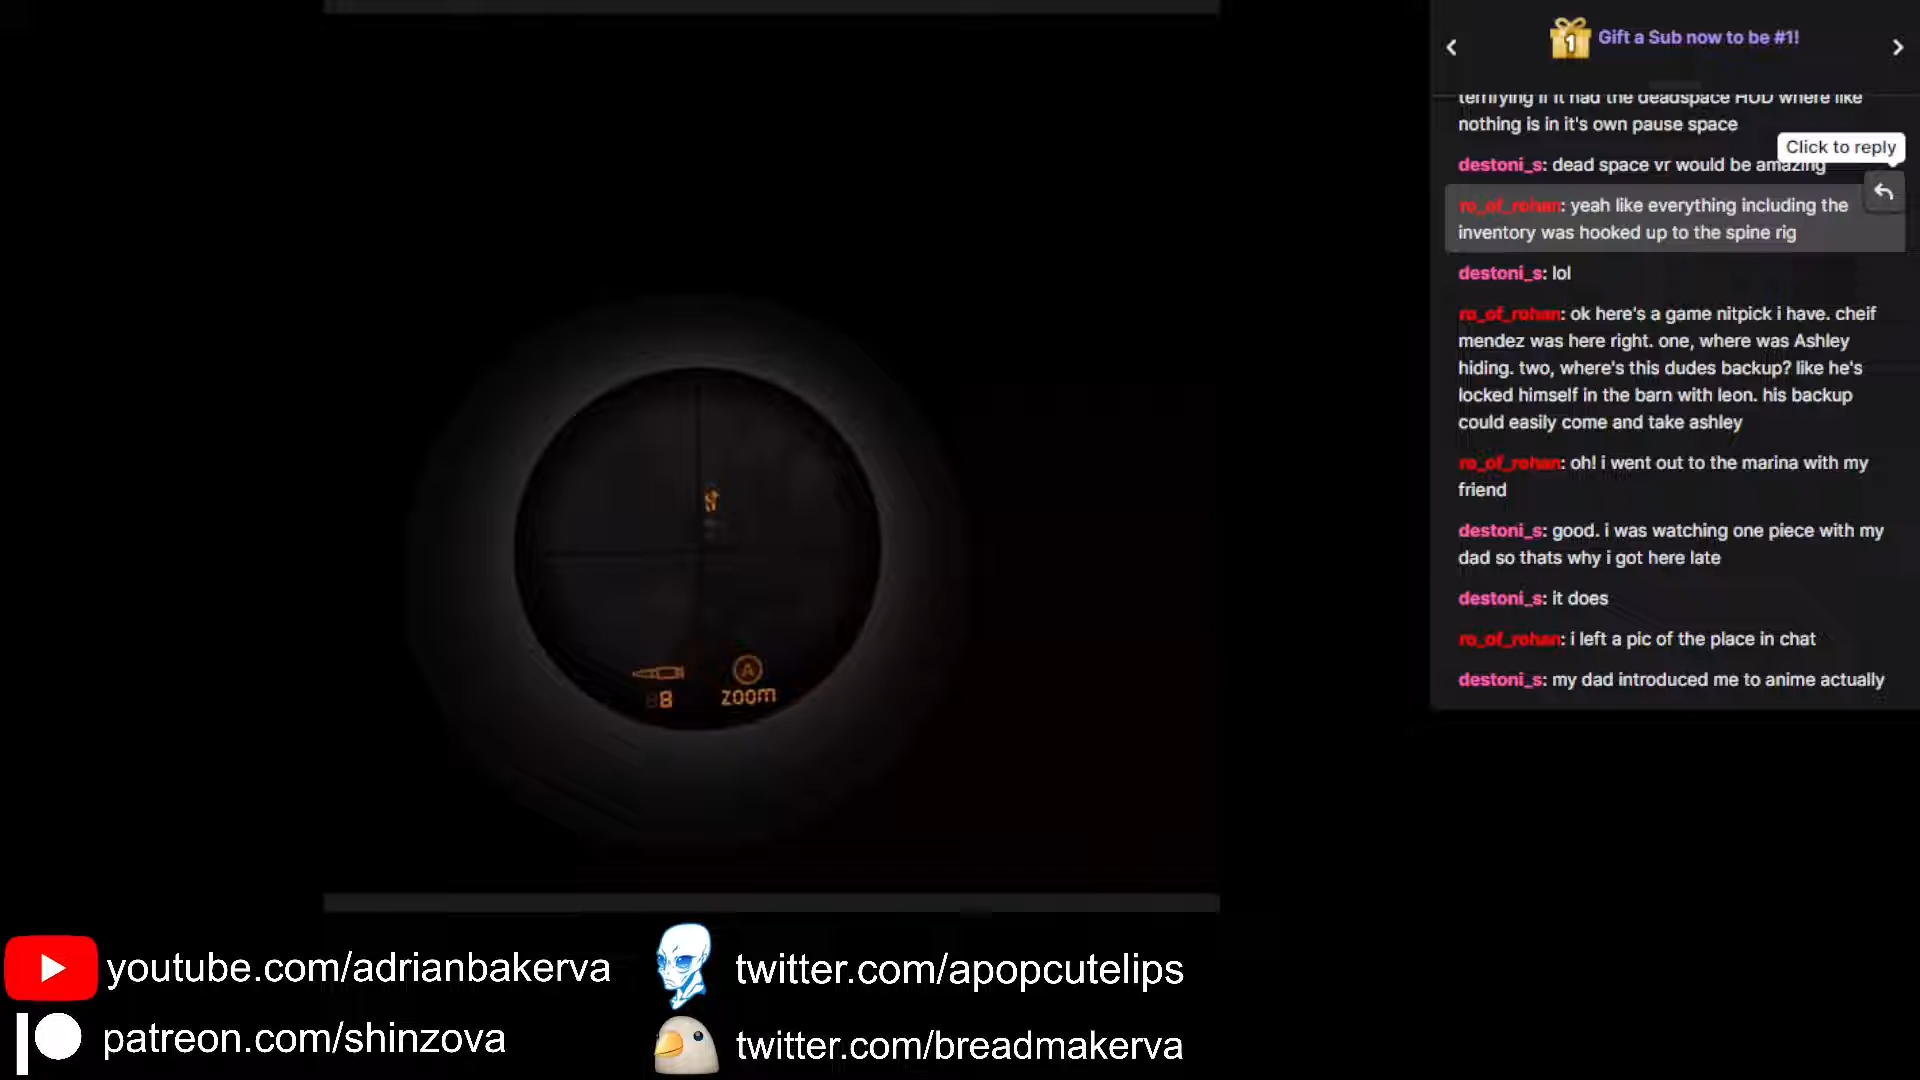 1 Gift a Sub now to be #1!
terrifying if it had the deadspace HUD where like
nothing is in it's own pause space
Click to reply
destoni_s: dead space vr would be amazing
ro_of_rohan: yeah like everything including the
inventory was hooked up to the spine rig
destoni_s: lol
ro_of_rohan: ok here's a game nitpick i have. cheif
mendez was here right. one, where was Ashley
hiding. two, where's this dudes backup? like he's
locked himself in the barn with leon. his backup
could easily come and take ashley
ro_of_rohan: oh! i went out to the marina with my
friend
destoni_s: good. i was watching one piece with my
dad so thats why i got here late
destoni_s: it does
ro_of_rohan: i left a pic of the place in chat
destoni_s: my dad introduced me to anime actually
A
8 zoom
youtube.com/adrianbakerva
twitter.com/apopcutelips
patreon.com/shinzova
twitter.com/breadmakerva